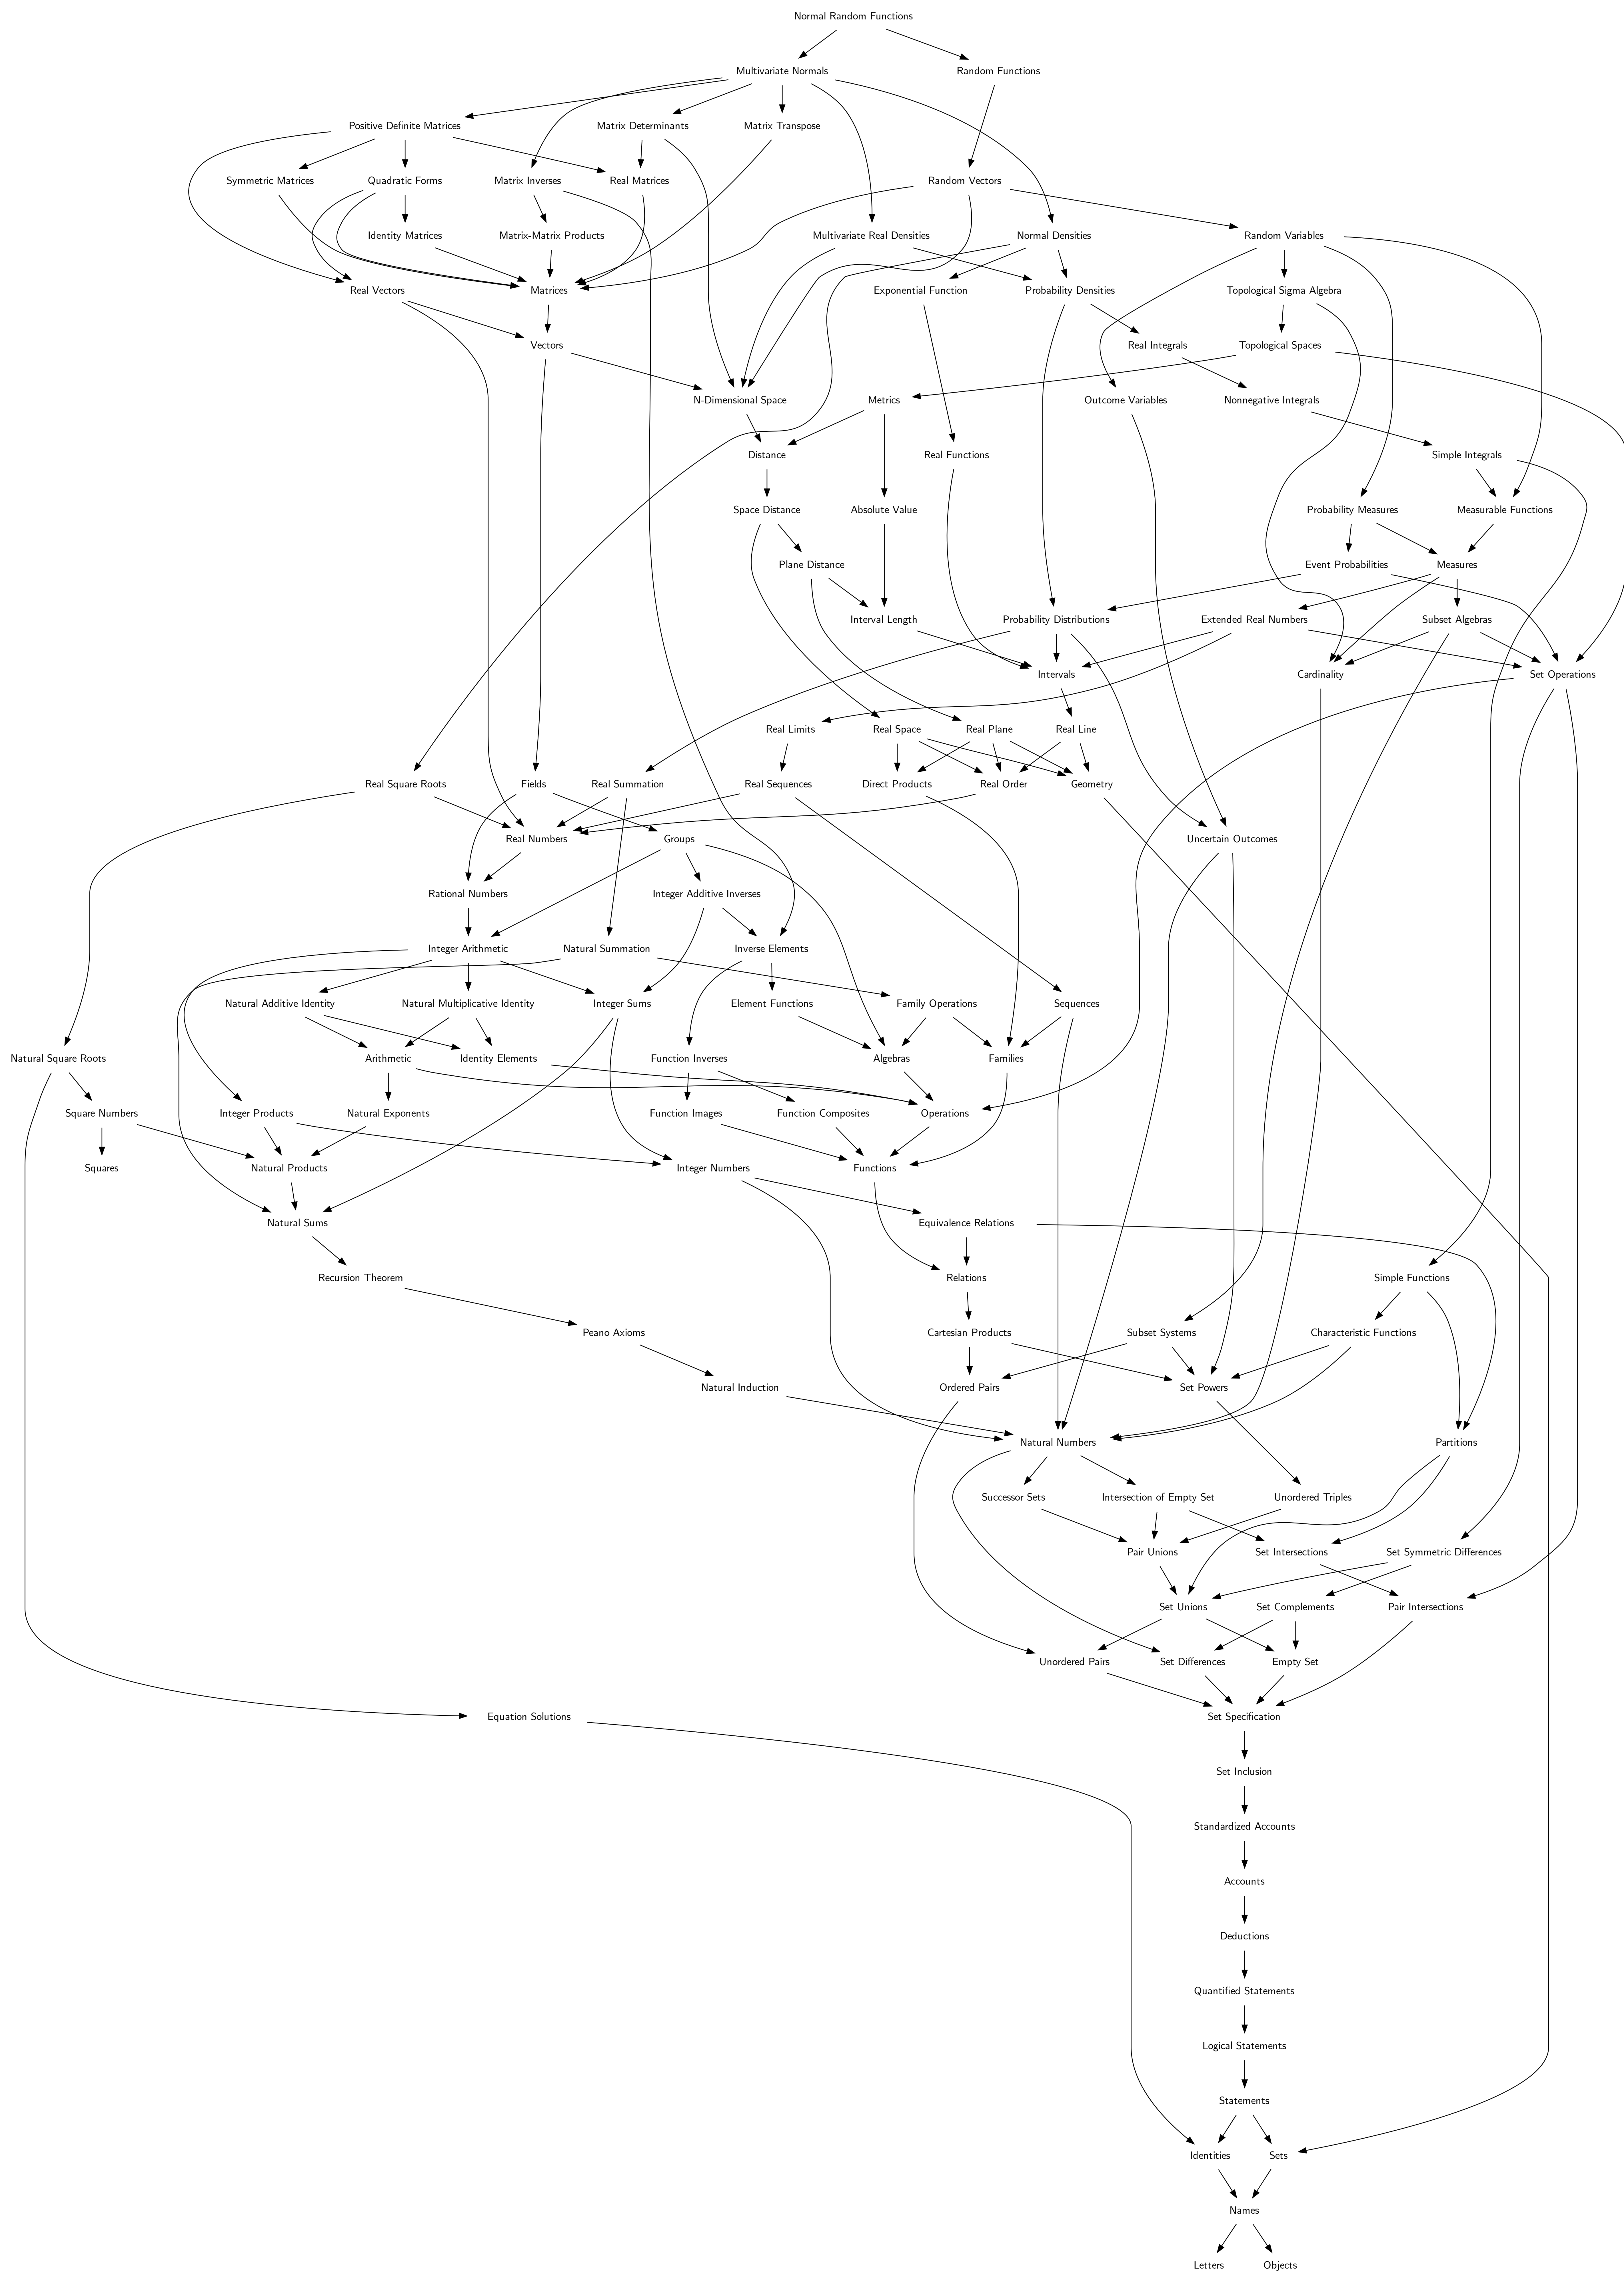 Normal Random Functions
Multivariate Normals
Random Functions
Positive Definite Matrices
Matrix Determinants
Matrix Transpose
Symmetric Matrices
Quadratic Forms
Matrix Inverses
Real Matrices
Random Vectors
Identity Matrices
Matrix-Matrix Products
Multivariate Real Densities
Normal Densities
Random Variables
Real Vectors
Matrices
Exponential Function
Probability Densities
Topological Sigma Algebra
Vectors
Real Integrals
Topological Spaces
N-Dimensional Space
Metrics
Outcome Variables
Nonnegative Integrals
Distance
Real Functions
Simple Integrals
Space Distance
Absolute Value
Probability Measures
Measurable Functions
Plane Distance
Event Probabilities
Measures
Interval Length
Probability Distributions
Extended Real Numbers
Subset Algebras
Intervals
Cardinality
Set Operations
Real Limits
Real Space
Real Plane
Real Line
Real Square Roots
Fields
Real Summation
Real Sequences
Direct Products
Real Order
Geometry
Real Numbers
Groups
Uncertain Outcomes
Rational Numbers
Integer Additive Inverses
Integer Arithmetic
Natural Summation
Inverse Elements
Natural Additive Identity
Natural Multiplicative Identity
Integer Sums
Element Functions
Family Operations
Sequences
Natural Square Roots
Arithmetic
Identity Elements
Function Inverses
Algebras
Families
Square Numbers
Integer Products
Natural Exponents
Function Images
Function Composites
Operations
Squares
Natural Products
Integer Numbers
Functions
Natural Sums
Equivalence Relations
Recursion Theorem
Relations
Simple Functions
Peano Axioms
Cartesian Products
Subset Systems
Characteristic Functions
Natural Induction
Ordered Pairs
Set Powers
Natural Numbers
Partitions
Successor Sets
Intersection of Empty Set
Unordered Triples
Pair Unions
Set Intersections
Set Symmetric Differences
Set Unions
Set Complements
Pair Intersections
Unordered Pairs
Set Differences
Empty Set
Equation Solutions
Set Specification
Set Inclusion
Standardized Accounts
Accounts
Deductions
Quantified Statements
Logical Statements
Statements
Identities
Sets
Names
Letters
Objects